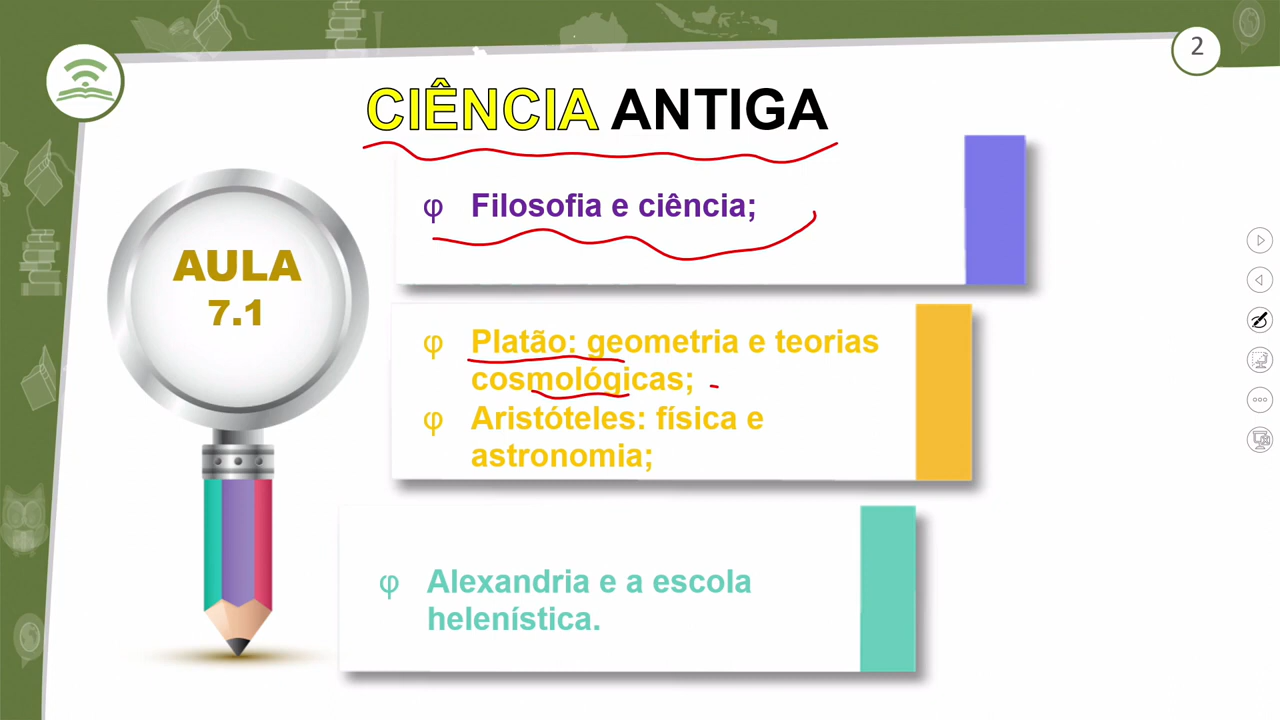 2
CIÊNCIA ANTIGA
φ Filosofia e ciência;
AULA
7.1
φ Platão: geometria e teorias
cosmológicas;
φ Aristóteles: física e
astronomia;
φ Alexandria e a escola
helenística.